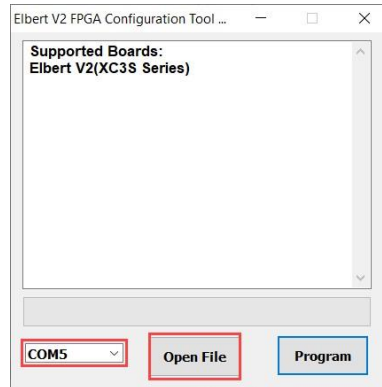 Elbert V2 FPGA Configuration Tool ...
Supported Boards:
Elbert V2(XC3S Series)
COM5
Open File
Program